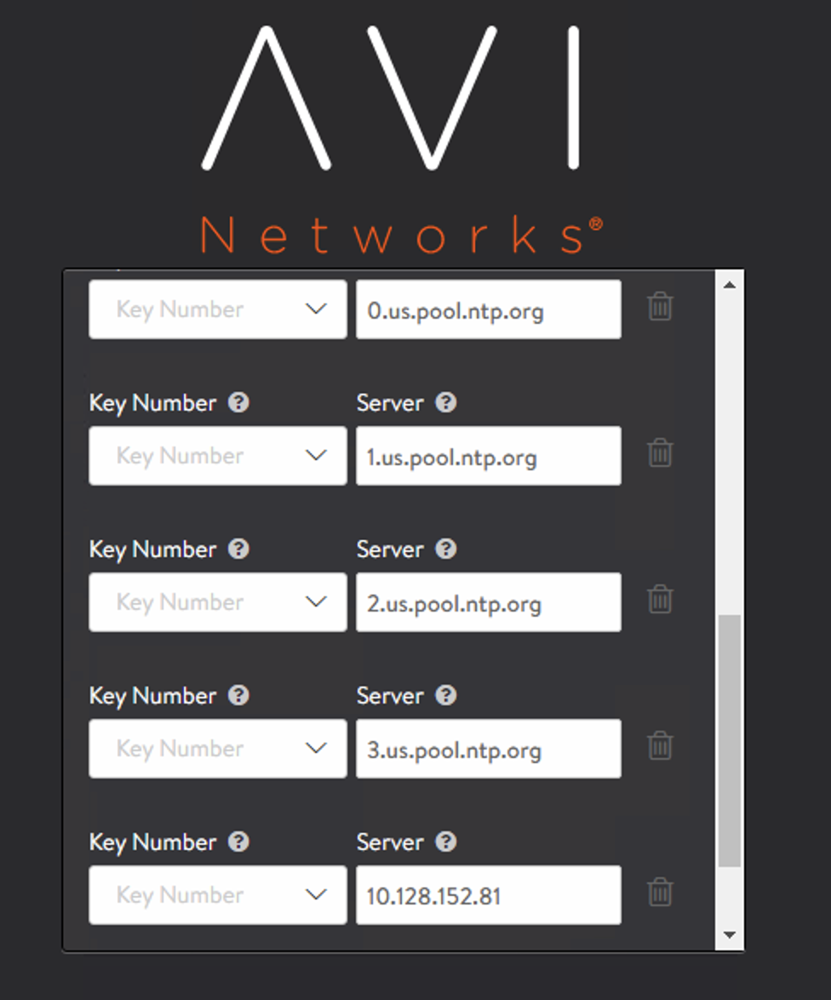 AVI
Networks®
Key Number 0.us.pool.ntp.org
Key Number ? Server ?
Key Number 1.us.pool.ntp.org
Key Number ? Server ?
Key Number 2.us.pool.ntp.org
Key Number ? Server ?
Key Number 3.us.pool.ntp.org
Key Number ? Server ?
Key Number 10.128.152.81